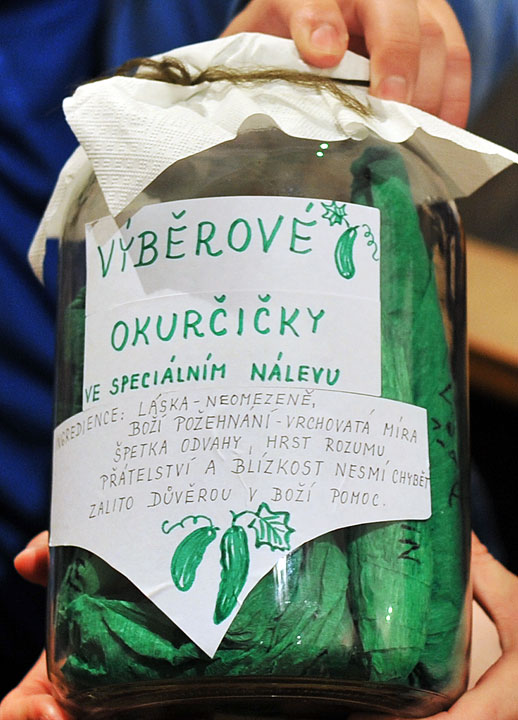 VÝBĚROVÉ
OKURČIČKY
VE SPECIÁLNÍM NÁLEVU
INGREDIENCE: LÁSKA-NEOMEZENĚ,
BOŽÍ POŽEHNÁNÍ-VRCHOVATÁ MÍRA
ŠPETKA ODVAHY, HRST ROZUMU
PŘÁTELSTVÍ A BLÍZKOST NESMÍ CHYBĚT
ZALITO DŮVĚROU V BOŽÍ POMOC.